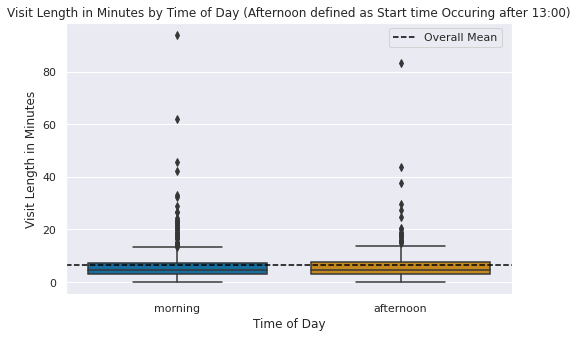 Visit Length in Minutes by Time of Day (Afternoon defined as Start time Occuring after 13:00)
Overall Mean
Visit Length in Minutes
80
60
40
20
0
morning
afternoon
Time of Day